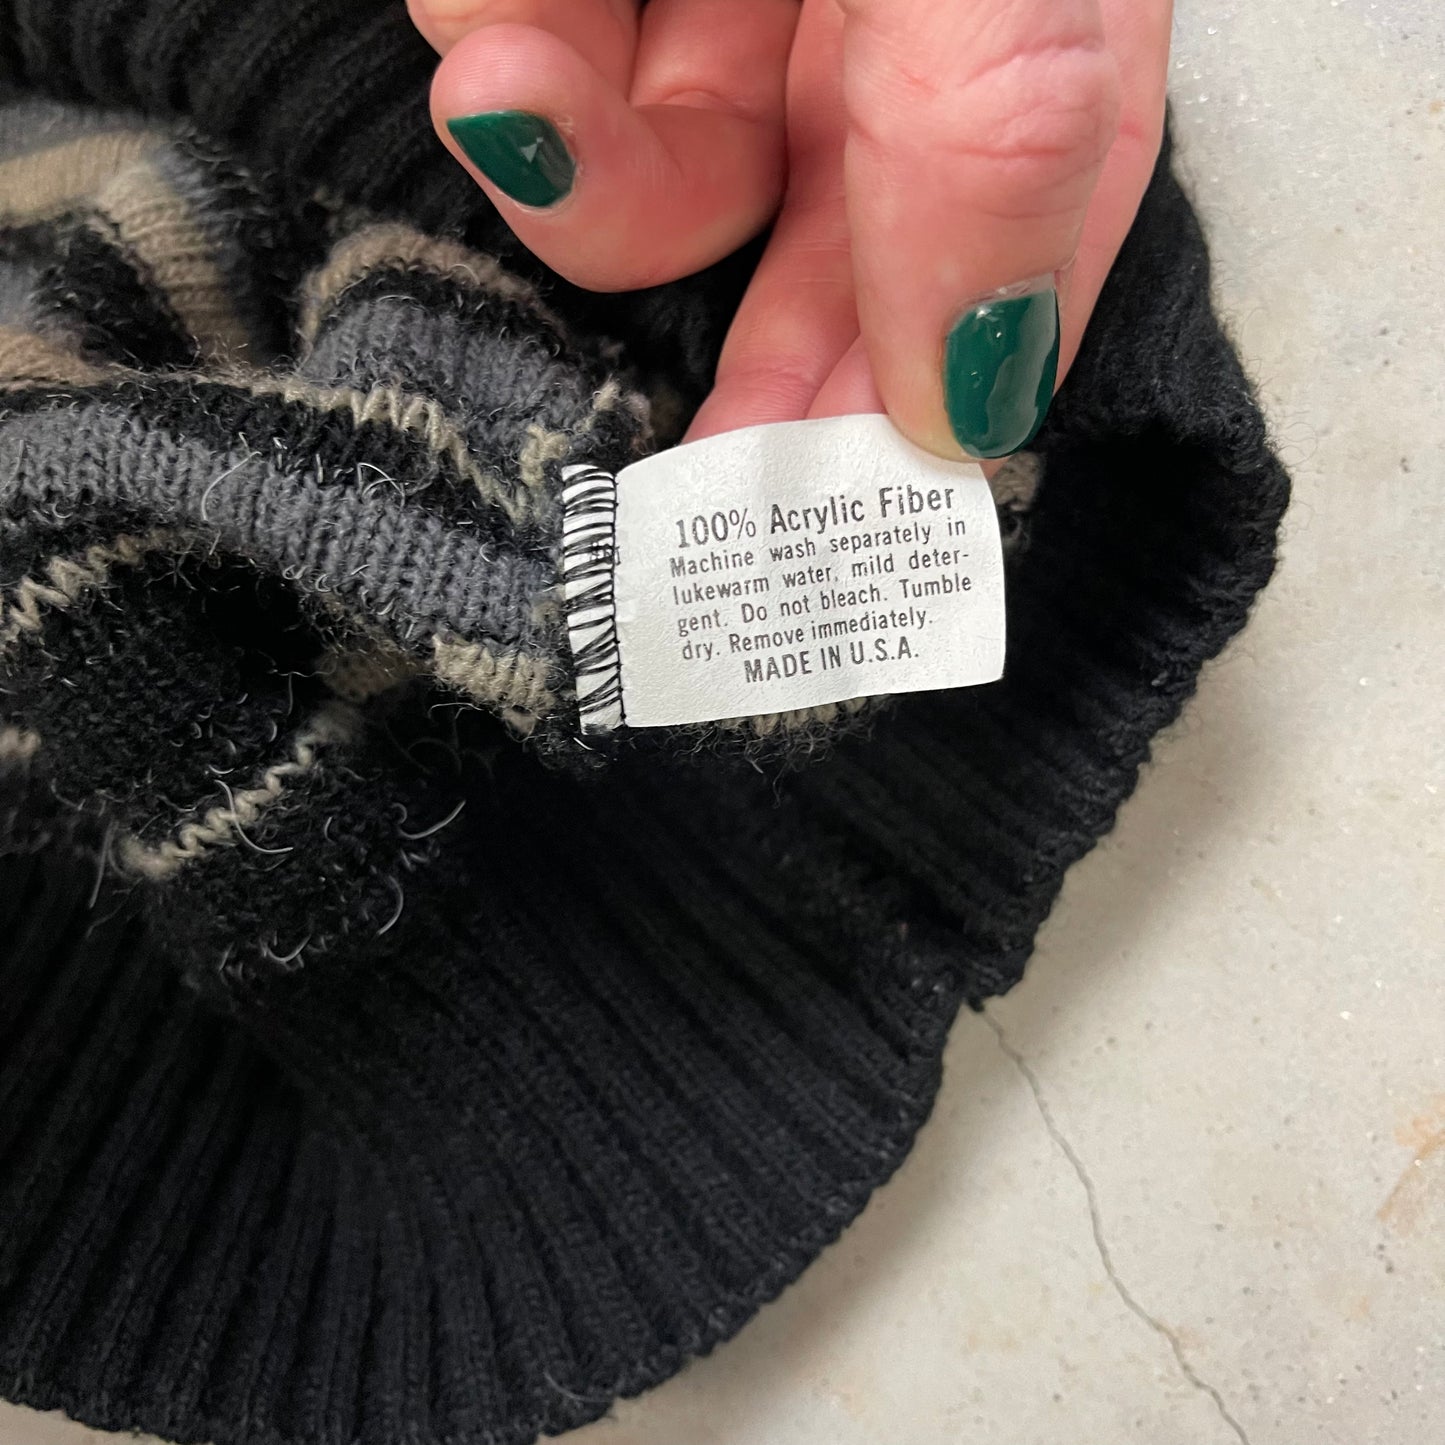 100% Acrylic Fiber
Machine wash separately in
lukewarm water, mild deter-
gent. Do not bleach. Tumble
dry. Remove immediately.
MADE IN U.S.A.